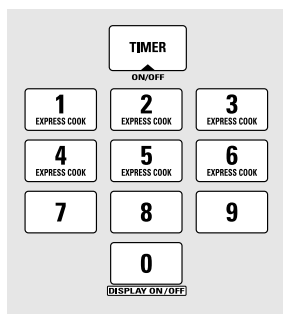 TIMER
ON/OFF
1 2 3
EXPRESS COOK EXPRESS COOK EXPRESS COOK
4 5 6
EXPRESS COOK EXPRESS COOK EXPRESS COOK
7 8 9
0
DISPLAY ON/OFF